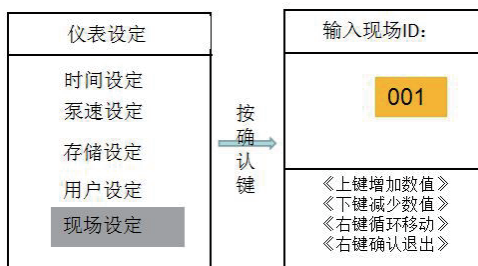 仪表设定
时间设定
泵速设定
存储设定
用户设定
现场设定
按
确
认
键
输入现场ID:
001
《上键增加数值》
《下键减少数值》
《右键循环移动》
《右键确认退出》